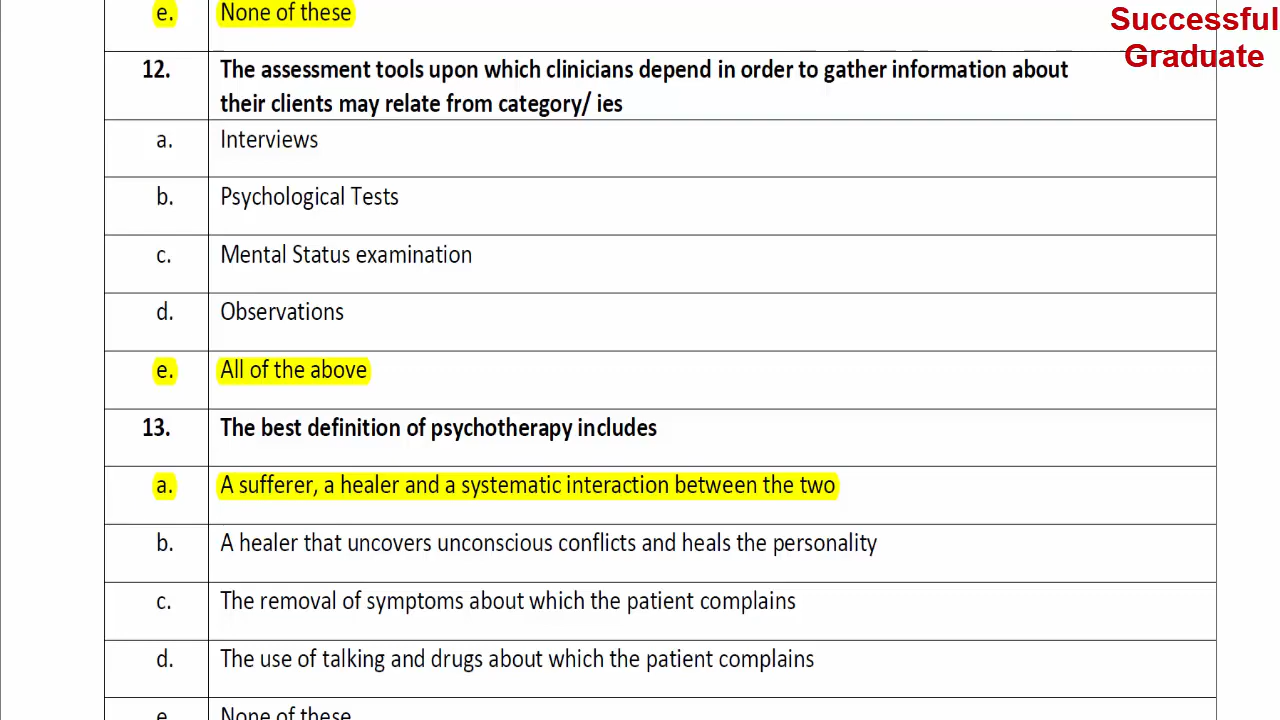 e. None of these
Successful
Graduate
12. The assessment tools upon which clinicians depend in order to gather information about
their clients may relate from category/ ies
a. Interviews
b. Psychological Tests
c. Mental Status examination
d. Observations
e. All of the above
13. The best definition of psychotherapy includes
a. A sufferer, a healer and a systematic interaction between the two
b. A healer that uncovers unconscious conflicts and heals the personality
c. The removal of symptoms about which the patient complains
d. The use of talking and drugs about which the patient complains
e. None of these